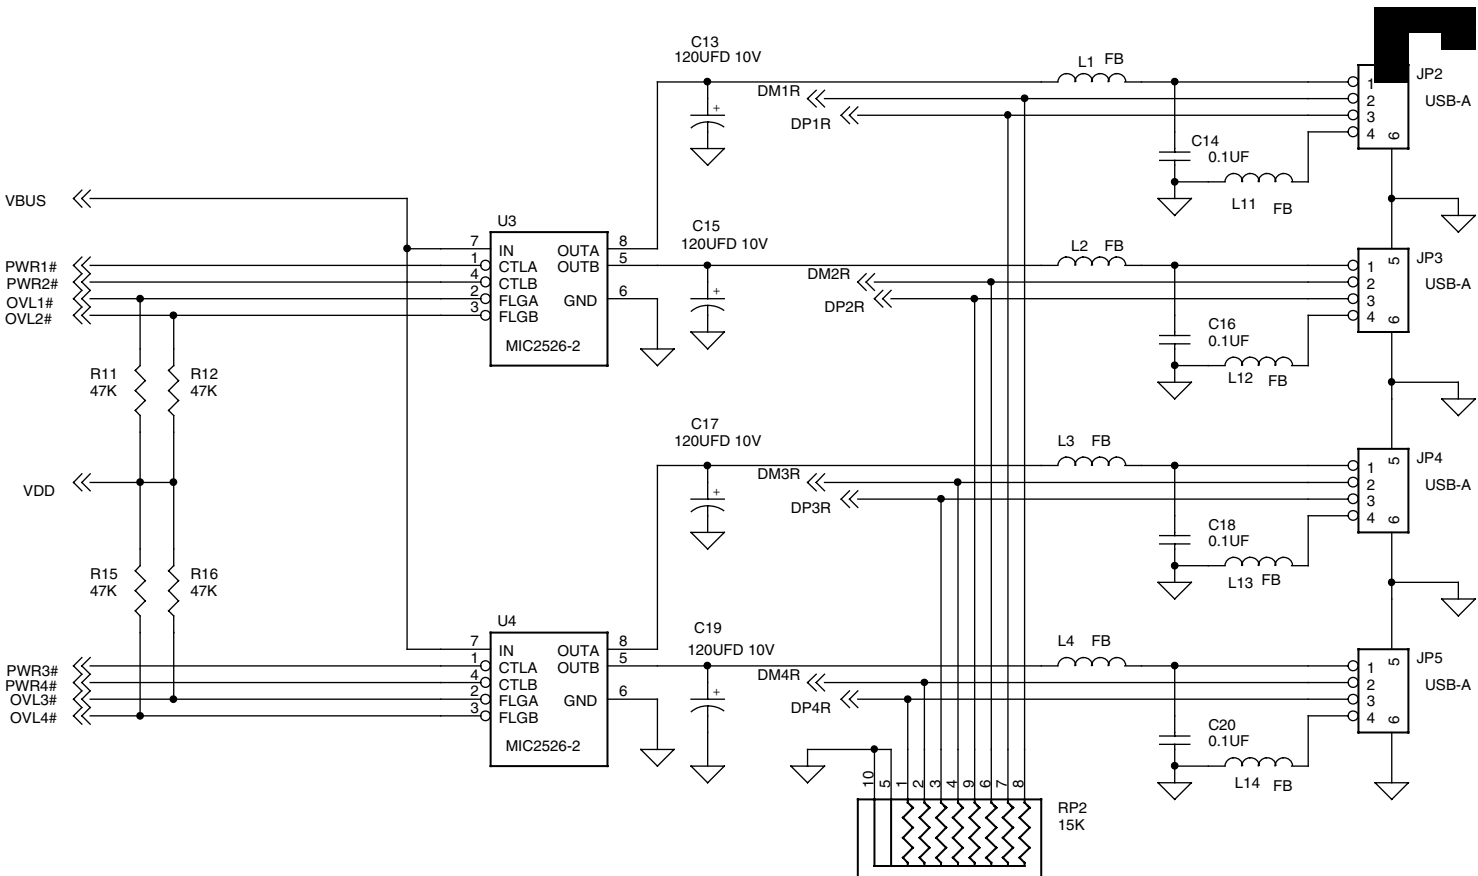 C13
120UFD 10V
L1 FB
JP2
USB-A
DM1R
DP1R
1
2
3
4
6
C14
0.1UF
L11 FB
VBUS
U3
C15
120UFD 10V
L2 FB
JP3
USB-A
7 IN OUTA 8
1 CTLA OUTB 5
4 CTLB
2 FLGA GND 6
3 FLGB
MIC2526-2
PWR1#
PWR2#
OVL1#
OVL2#
DM2R
DP2R
1 5
2
3
4 6
C16
0.1UF
L12 FB
R11
47K
R12
47K
C17
120UFD 10V
L3 FB
JP4
USB-A
VDD
DM3R
DP3R
1 5
2
3
4 6
C18
0.1UF
L13 FB
R15
47K
R16
47K
U4
C19
120UFD 10V
L4 FB
JP5
USB-A
7 IN OUTA 8
1 CTLA OUTB 5
4 CTLB
2 FLGA GND 6
3 FLGB
MIC2526-2
PWR3#
PWR4#
OVL3#
OVL4#
DM4R
DP4R
1 5
2
3
4 6
C20
0.1UF
L14 FB
10 5 1 2 3 4 9 6 7 8
RP2
15K